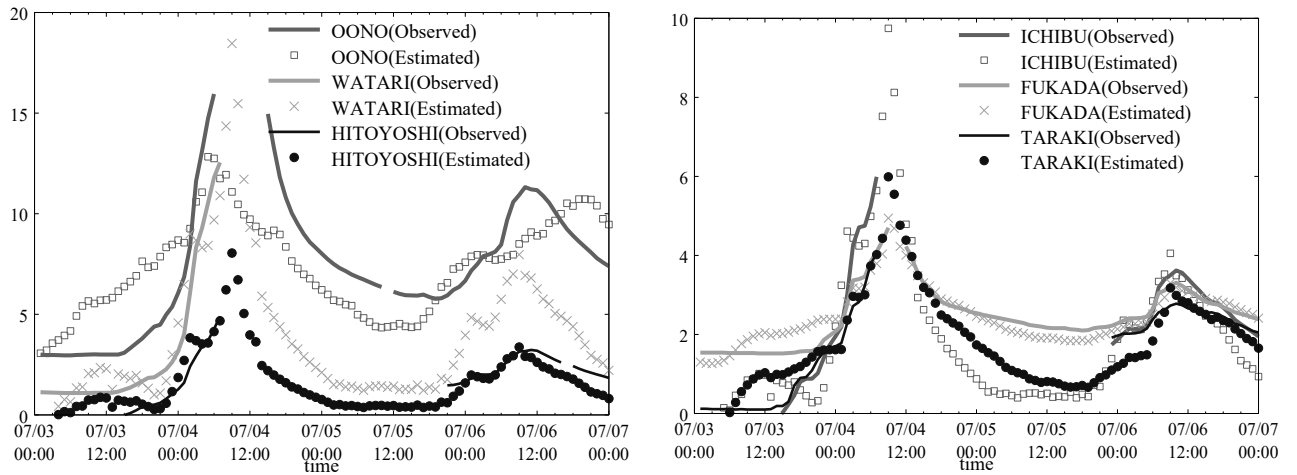 20
15
10
5
0
OONO(Observed)
OONO(Estimated)
WATARI(Observed)
WATARI(Estimated)
HITOYOSHI(Observed)
HITOYOSHI(Estimated)
07/03 07/03 07/04 07/04 07/05 07/05 07/06 07/06 07/07
00:00 12:00 00:00 12:00 00:00 12:00 00:00 12:00 00:00
time
10
8
6
4
2
0
ICHIBU(Observed)
ICHIBU(Estimated)
FUKADA(Observed)
FUKADA(Estimated)
TARAKI(Observed)
TARAKI(Estimated)
07/03 07/03 07/04 07/04 07/05 07/05 07/06 07/06 07/07
00:00 12:00 00:00 12:00 00:00 12:00 00:00 12:00 00:00
time